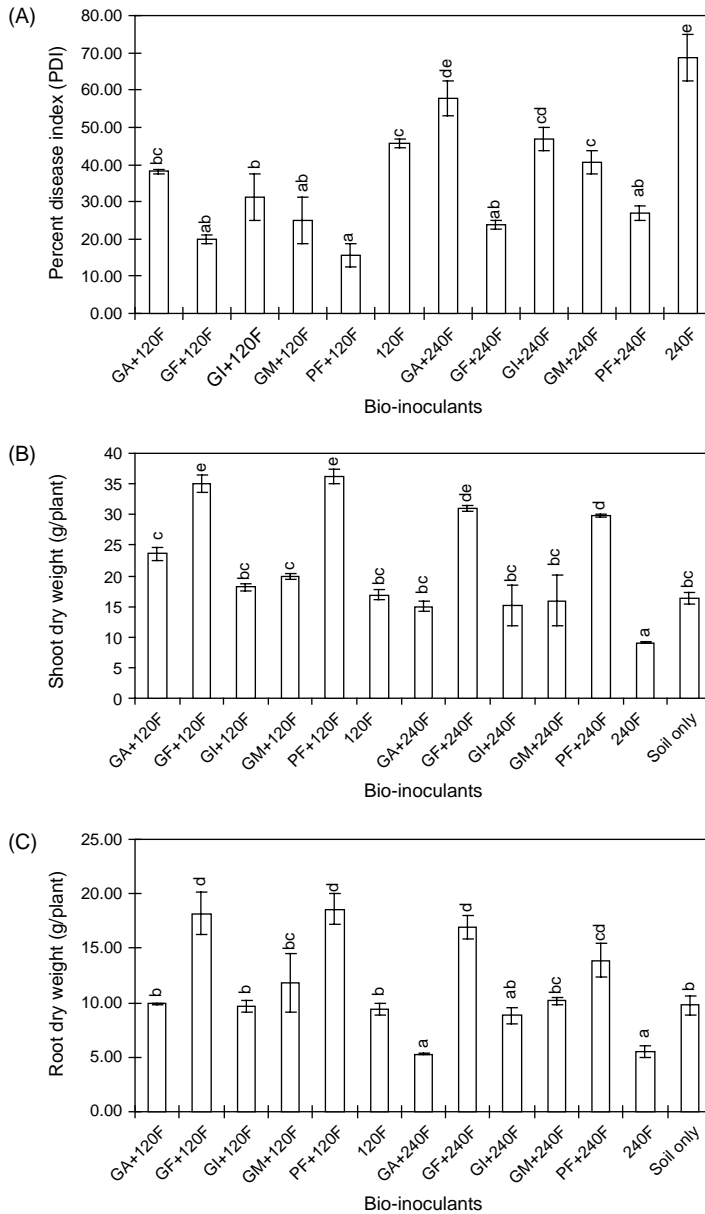 (A)
Percent disease index (PDI)
80.00
70.00
60.00
50.00
40.00
30.00
20.00
10.00
0.00
bc
ab
b
ab
a
c
de
ab
cd
c
ab
e
GA+120F
GF+120F
GI+120F
GM+120F
PF+120F
120F
GA+240F
GF+240F
GI+240F
GM+240F
PF+240F
240F
Bio-inoculants
(B)
Shoot dry weight (g/plant)
40
35
30
25
20
15
10
5
0
c
e
bc
c
e
bc
bc
de
bc
bc
d
a
bc
GA+120F
GF+120F
GI+120F
GM+120F
PF+120F
120F
GA+240F
GF+240F
GI+240F
GM+240F
PF+240F
240F
Soil only
Bio-inoculants
(C)
Root dry weight (g/plant)
25.00
20.00
15.00
10.00
5.00
0.00
b
d
b
bc
d
b
a
d
ab
bc
cd
a
b
GA+120F
GF+120F
GI+120F
GM+120F
PF+120F
120F
GA+240F
GF+240F
GI+240F
GM+240F
PF+240F
240F
Soil only
Bio-inoculants